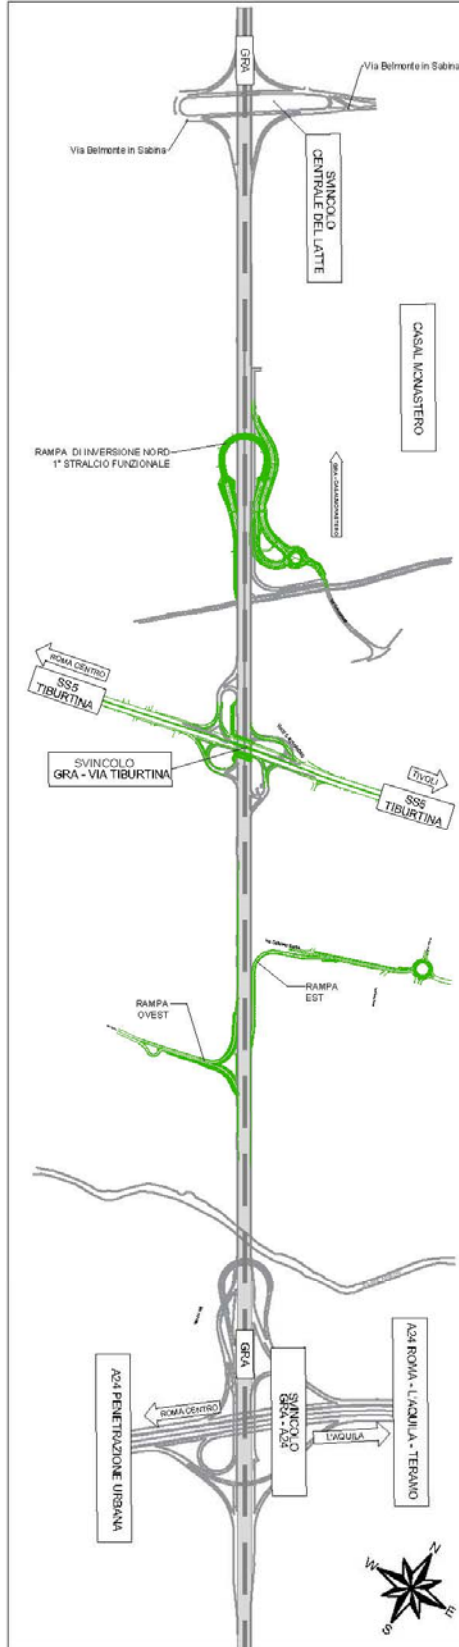 GRA
Via Belmonte in Sabina
Via Belmonte in Sabina
SVINCOLO
CENTRALE DEL LATTE
CASAL MONASTERO
RAMPA DI INVERSIONE NORD
1° STRALCIO FUNZIONALE
GRA - CASALMONASTERO
ROMA CENTRO
SS5
TIBURTINA
SVINCOLO
GRA - VIA TIBURTINA
TIVOLI
SS5
TIBURTINA
RAMPA
EST
RAMPA
OVEST
GRA
SVINCOLO
GRA - A24
A24 ROMA - L'AQUILA - TERAMO
A24 PENETRAZIONE URBANA
ROMA CENTRO
L'AQUILA
N
W
E
S